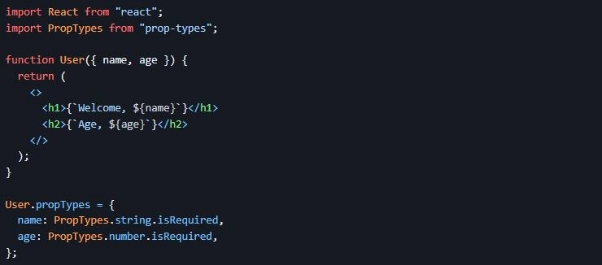 import React from "react";
import PropTypes from "prop-types";

function User({ name, age }) {
  return (
    <>
      <h1>{`Welcome, ${name}`}</h1>
      <h2>{`Age, ${age}`}</h2>
    </>
  );
}

User.propTypes = {
  name: PropTypes.string.isRequired,
  age: PropTypes.number.isRequired,
};